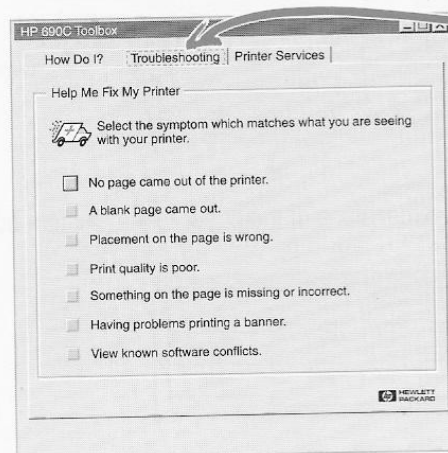 HP 690C Toolbox
How Do I? Troubleshooting Printer Services
Help Me Fix My Printer
Select the symptom which matches what you are seeing
with your printer.
No page came out of the printer.
A blank page came out.
Placement on the page is wrong.
Print quality is poor.
Something on the page is missing or incorrect.
Having problems printing a banner.
View known software conflicts.
hp HEWLETT
PACKARD